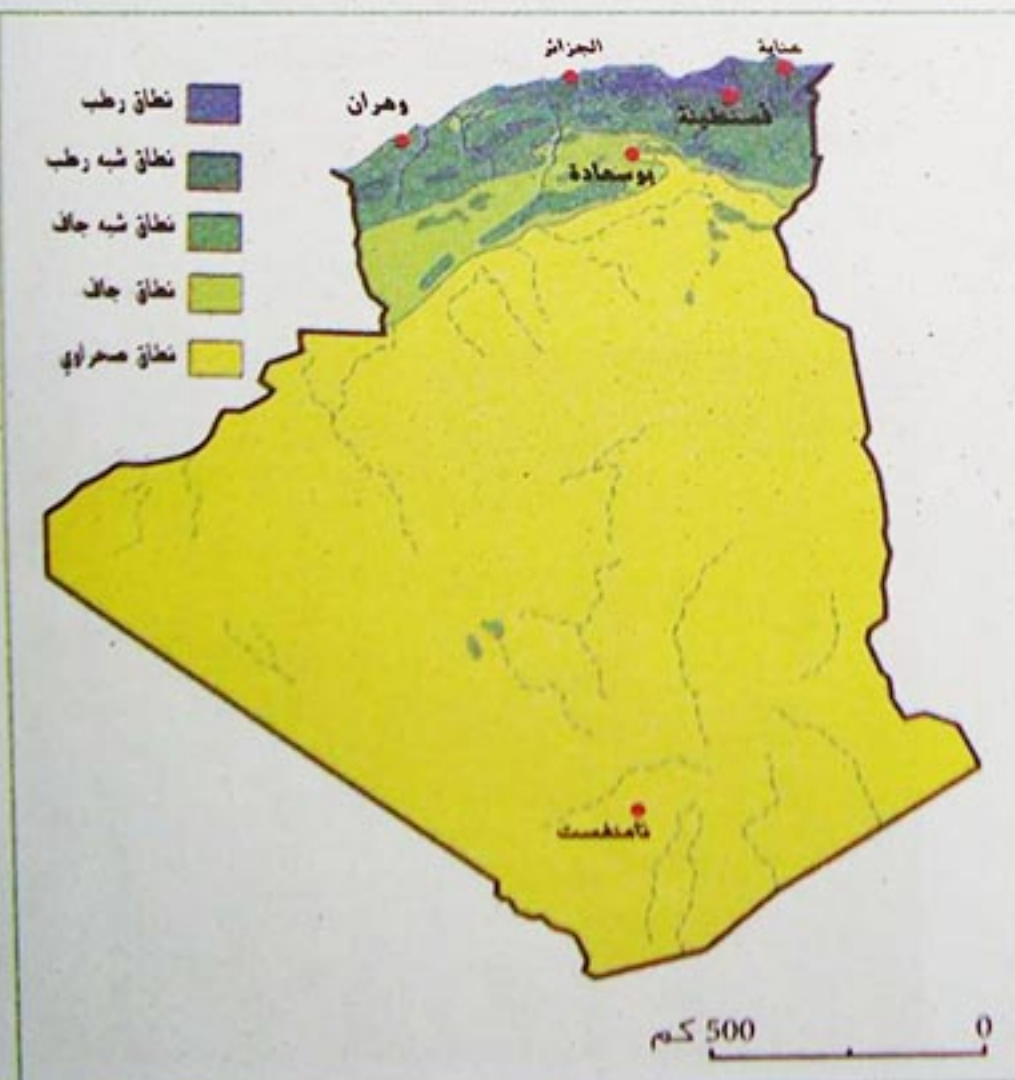 عنابة
الجزائر
وهران
قسنطينة
بوسعادة
نطاق رطب
نطاق شبه رطب
نطاق شبه جاف
نطاق جاف
نطاق صحراوي
تامنغست
500 كم
0